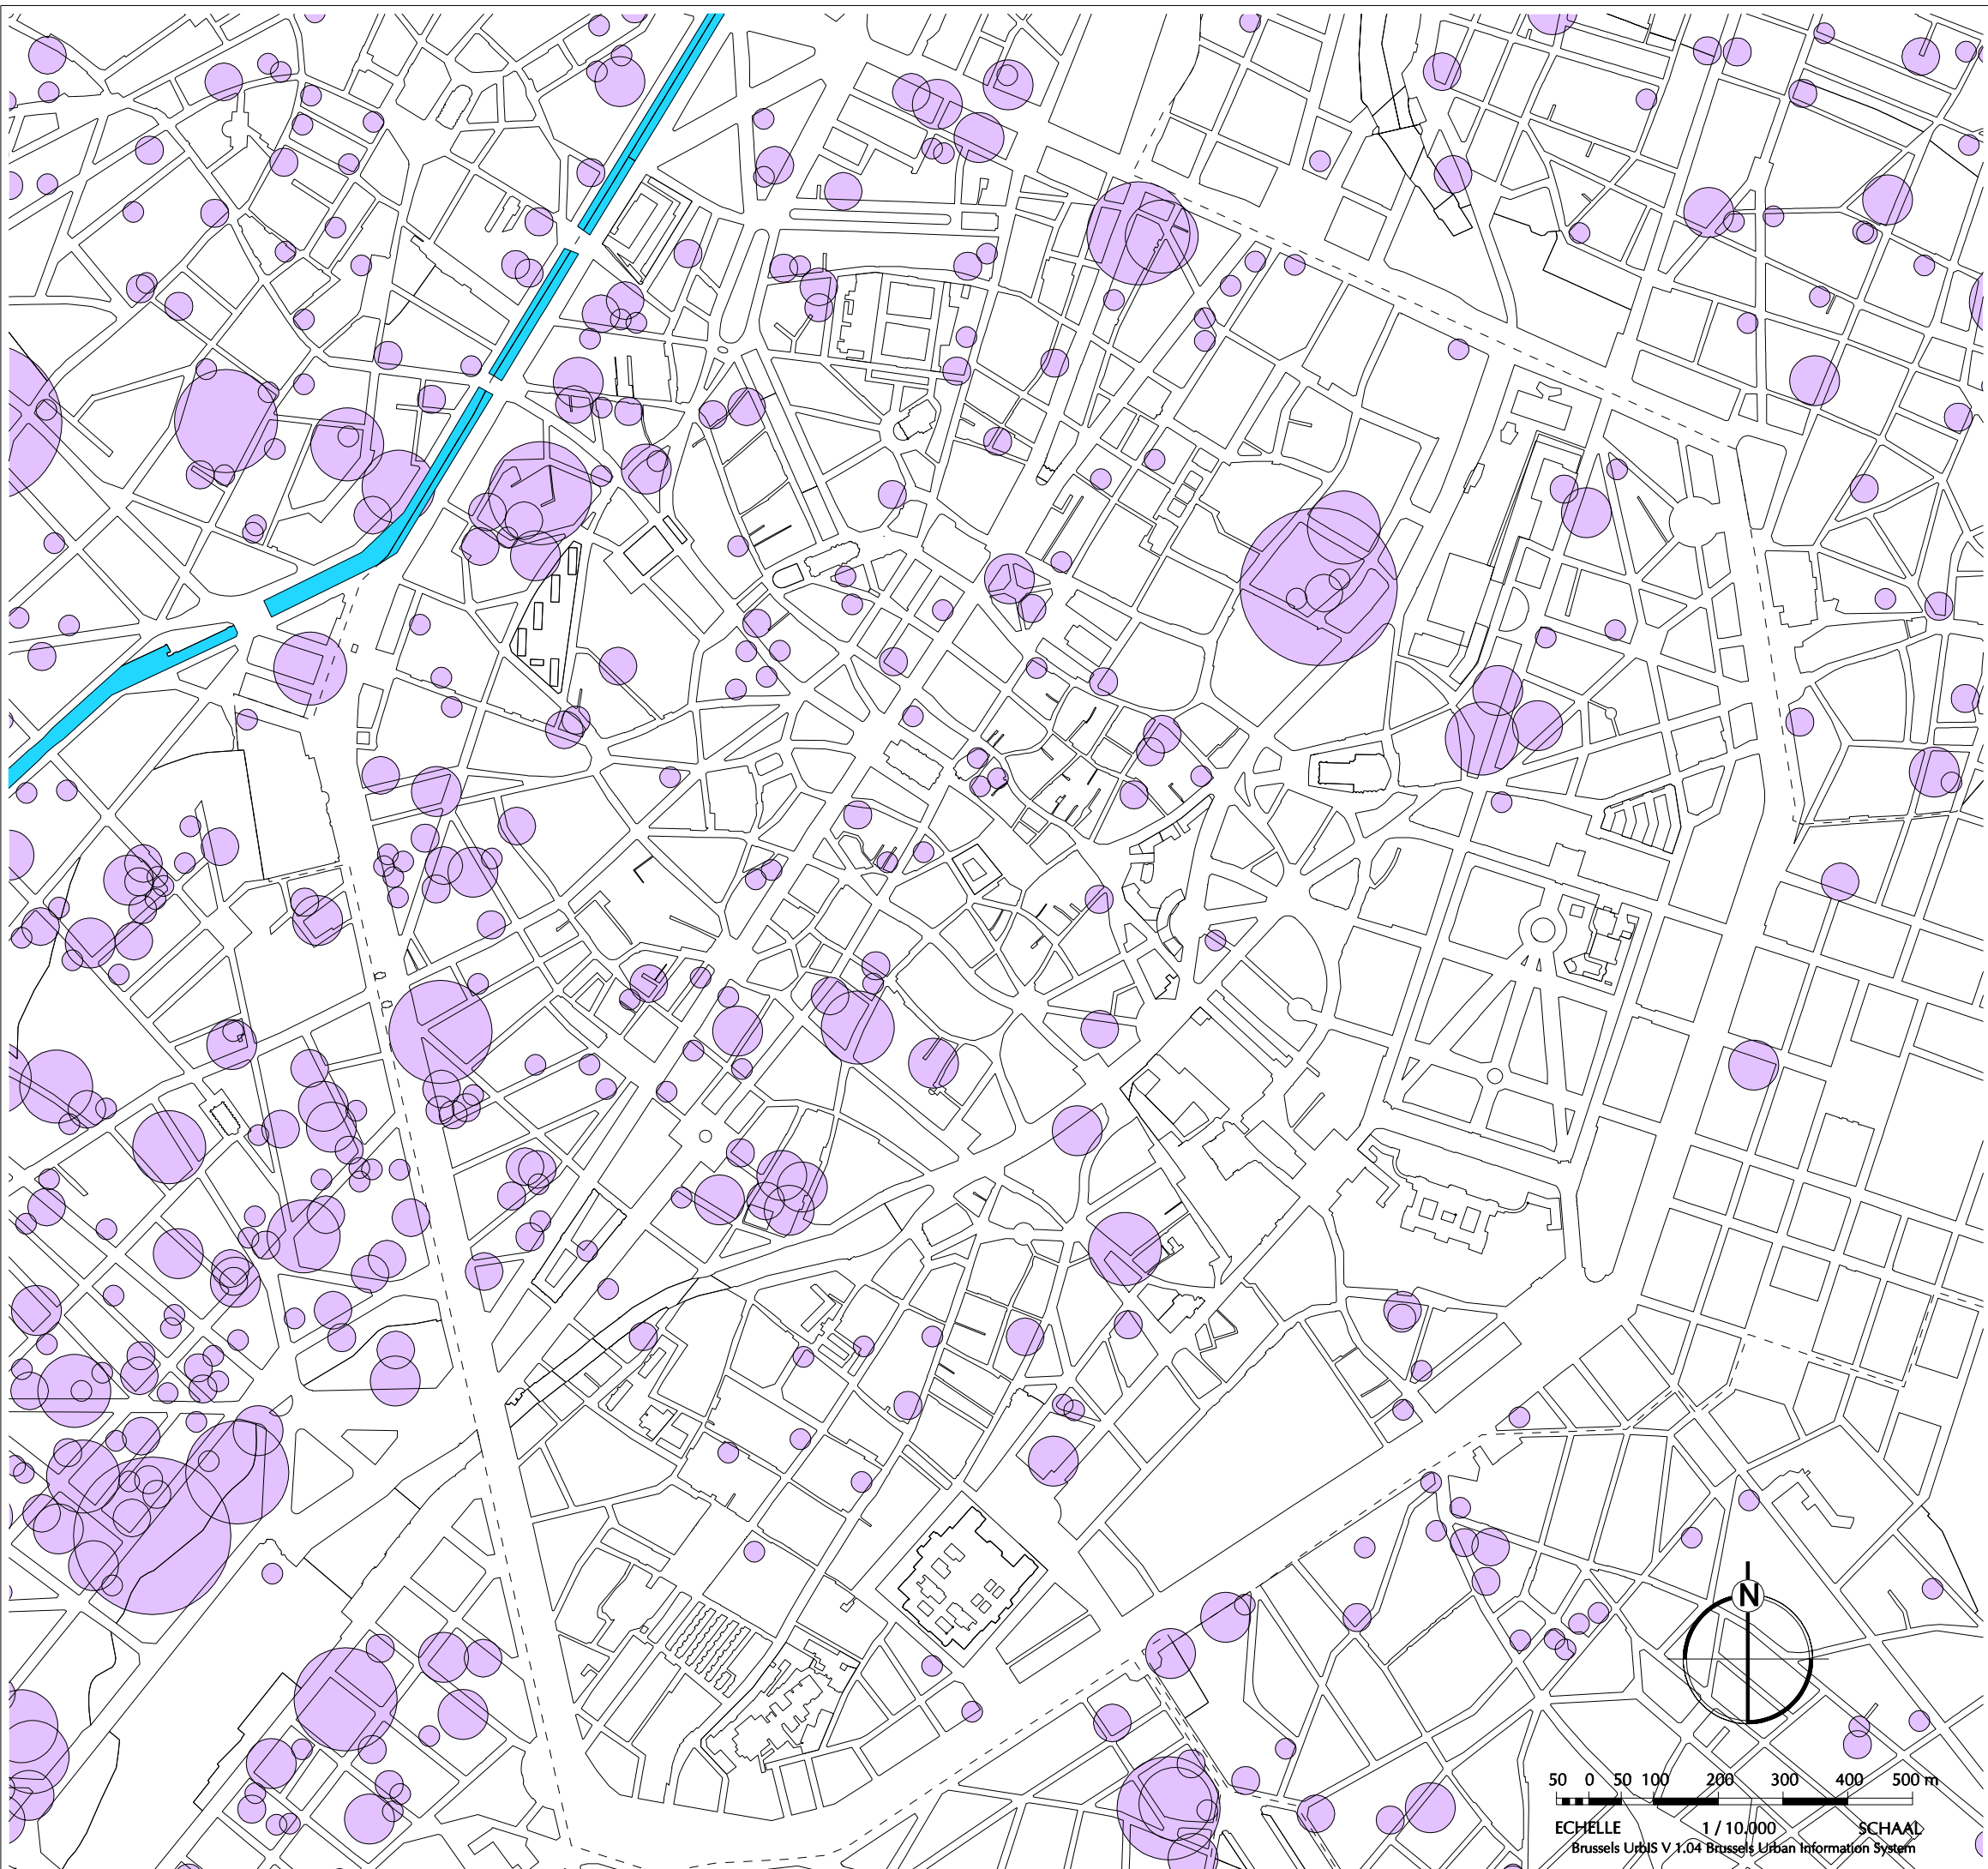 N
50 0 50 100 200 300 400 500 m
ECHELLE 1 / 10.000 SCHAAL
Brussels UrbIS V 1.04 Brussels Urban Information System